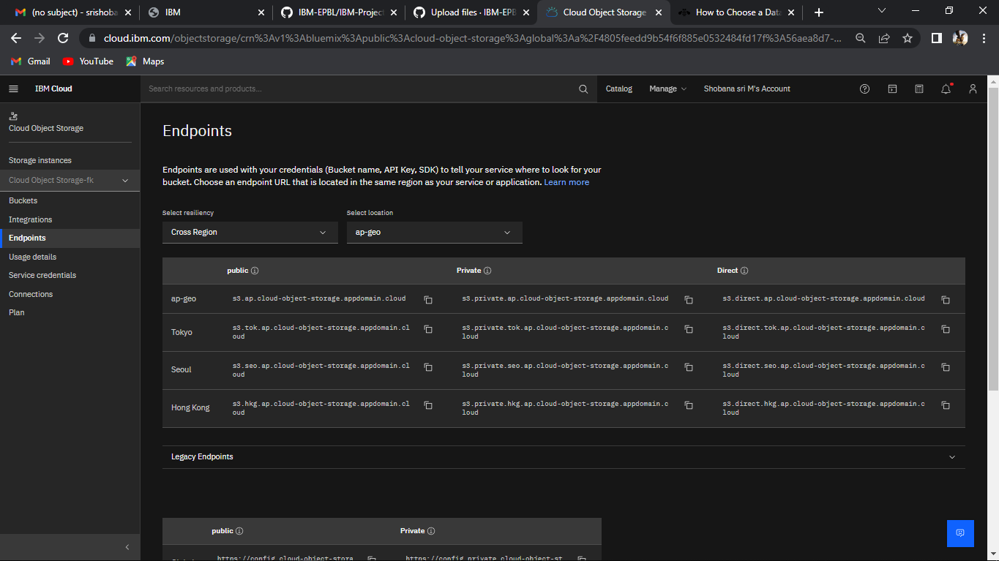 (no subject) - srishoba
IBM
IBM-EPBL/IBM-Project
Upload files · IBM-EPB
Cloud Object Storage
How to Choose a Data
cloud.ibm.com/objectstorage/crn%3Av1%3Abluemix%3Apublic%3Acloud-object-storage%3Aglobal%3Aa%2F4805feedd9b54f6f885e0532484fd17f%3A56aea8d7-...
Gmail
YouTube
Maps
IBM Cloud
Search resources and products...
Catalog
Manage
Shobana sri M's Account
Cloud Object Storage
Storage instances
Cloud Object Storage-fk
Buckets
Integrations
Endpoints
Usage details
Service credentials
Connections
Plan
Endpoints
Endpoints are used with your credentials (Bucket name, API Key, SDK) to tell your service where to look for your
bucket. Choose an endpoint URL that is located in the same region as your service or application. Learn more
Select resiliency
Select location
Cross Region
ap-geo
public
Private
Direct
ap-geo
s3.ap.cloud-object-storage.appdomain.cloud
s3.private.ap.cloud-object-storage.appdomain.cloud
s3.direct.ap.cloud-object-storage.appdomain.cloud
Tokyo
s3.tok.ap.cloud-object-storage.appdomain.cl
oud
s3.private.tok.ap.cloud-object-storage.appdomain.c
loud
s3.direct.tok.ap.cloud-object-storage.appdomain.c
loud
Seoul
s3.seo.ap.cloud-object-storage.appdomain.cl
oud
s3.private.seo.ap.cloud-object-storage.appdomain.c
loud
s3.direct.seo.ap.cloud-object-storage.appdomain.c
loud
Hong Kong
s3.hkg.ap.cloud-object-storage.appdomain.cl
oud
s3.private.hkg.ap.cloud-object-storage.appdomain.c
loud
s3.direct.hkg.ap.cloud-object-storage.appdomain.c
loud
Legacy Endpoints
public
Private
https://config.cloud-object-stora
https://config.private.cloud-object-st